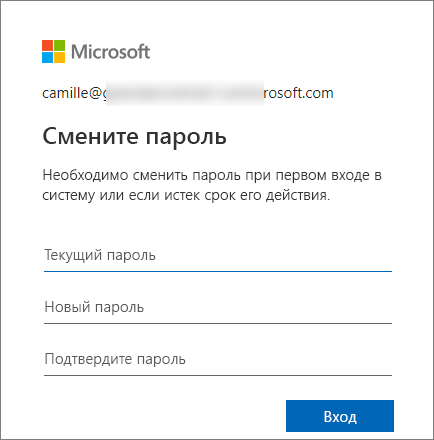 Microsoft
camille@g rosoft.com
Смените пароль
Необходимо сменить пароль при первом входе в
систему или если истек срок его действия.
Текущий пароль
Новый пароль
Подтвердите пароль
Вход